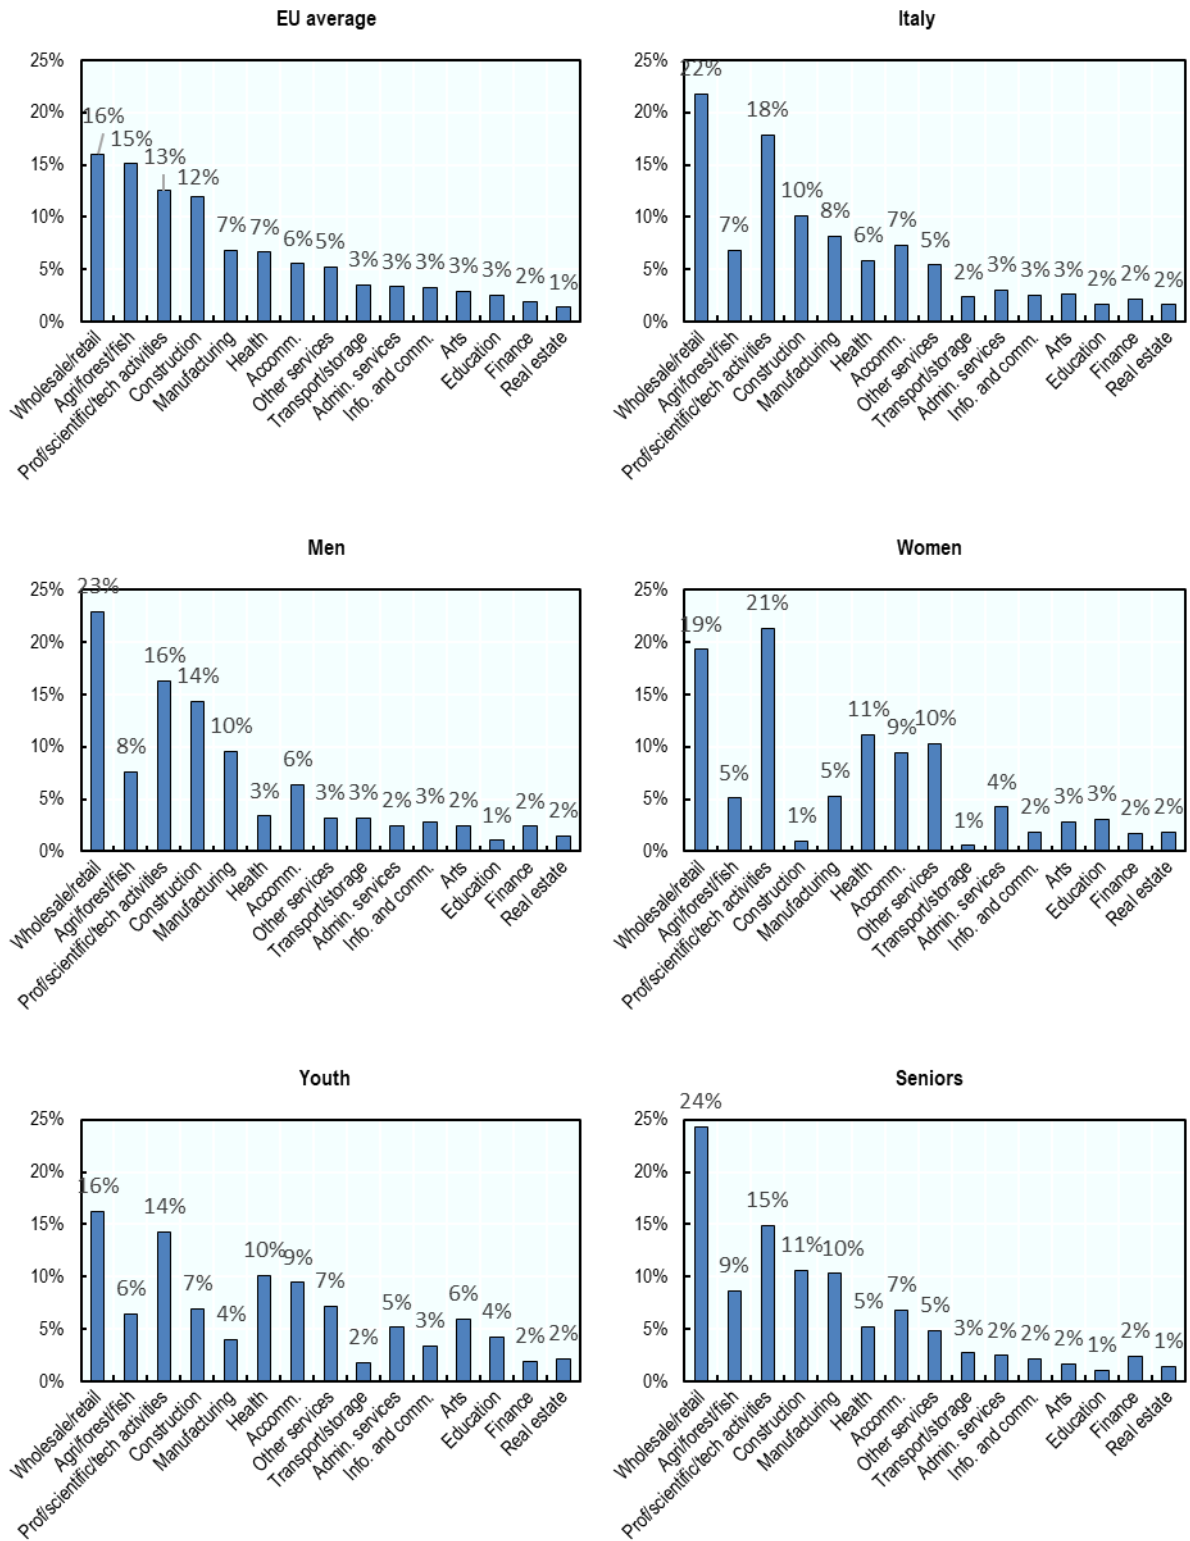 EU average
25%
20%
15%
10%
5%
0%
16%
15%
13%
12%
7%
7%
6%
5%
3%
3%
3%
3%
3%
2%
1%
Wholesale/retail
Agri/forest/fish
Prof/scientific/tech activities
Construction
Manufacturing
Health
Accomm.
Other services
Transport/storage
Admin. services
Info. and comm.
Arts
Education
Finance
Real estate
Italy
25%
20%
15%
10%
5%
0%
22%
7%
18%
10%
8%
6%
7%
5%
2%
3%
3%
3%
2%
2%
2%
Wholesale/retail
Agri/forest/fish
Prof/scientific/tech activities
Construction
Manufacturing
Health
Accomm.
Other services
Transport/storage
Admin. services
Info. and comm.
Arts
Education
Finance
Real estate
Men
25%
20%
15%
10%
5%
0%
23%
8%
16%
14%
10%
3%
6%
3%
3%
2%
3%
2%
1%
2%
2%
Wholesale/retail
Agri/forest/fish
Prof/scientific/tech activities
Construction
Manufacturing
Health
Accomm.
Other services
Transport/storage
Admin. services
Info. and comm.
Arts
Education
Finance
Real estate
Women
25%
20%
15%
10%
5%
0%
19%
5%
21%
1%
5%
11%
9%
10%
1%
4%
2%
3%
3%
2%
2%
Wholesale/retail
Agri/forest/fish
Prof/scientific/tech activities
Construction
Manufacturing
Health
Accomm.
Other services
Transport/storage
Admin. services
Info. and comm.
Arts
Education
Finance
Real estate
Youth
25%
20%
15%
10%
5%
0%
16%
6%
14%
7%
4%
10%
9%
7%
2%
5%
3%
6%
4%
2%
2%
Wholesale/retail
Agri/forest/fish
Prof/scientific/tech activities
Construction
Manufacturing
Health
Accomm.
Other services
Transport/storage
Admin. services
Info. and comm.
Arts
Education
Finance
Real estate
Seniors
25%
20%
15%
10%
5%
0%
24%
9%
15%
11%
10%
5%
7%
5%
3%
2%
2%
2%
1%
2%
1%
Wholesale/retail
Agri/forest/fish
Prof/scientific/tech activities
Construction
Manufacturing
Health
Accomm.
Other services
Transport/storage
Admin. services
Info. and comm.
Arts
Education
Finance
Real estate